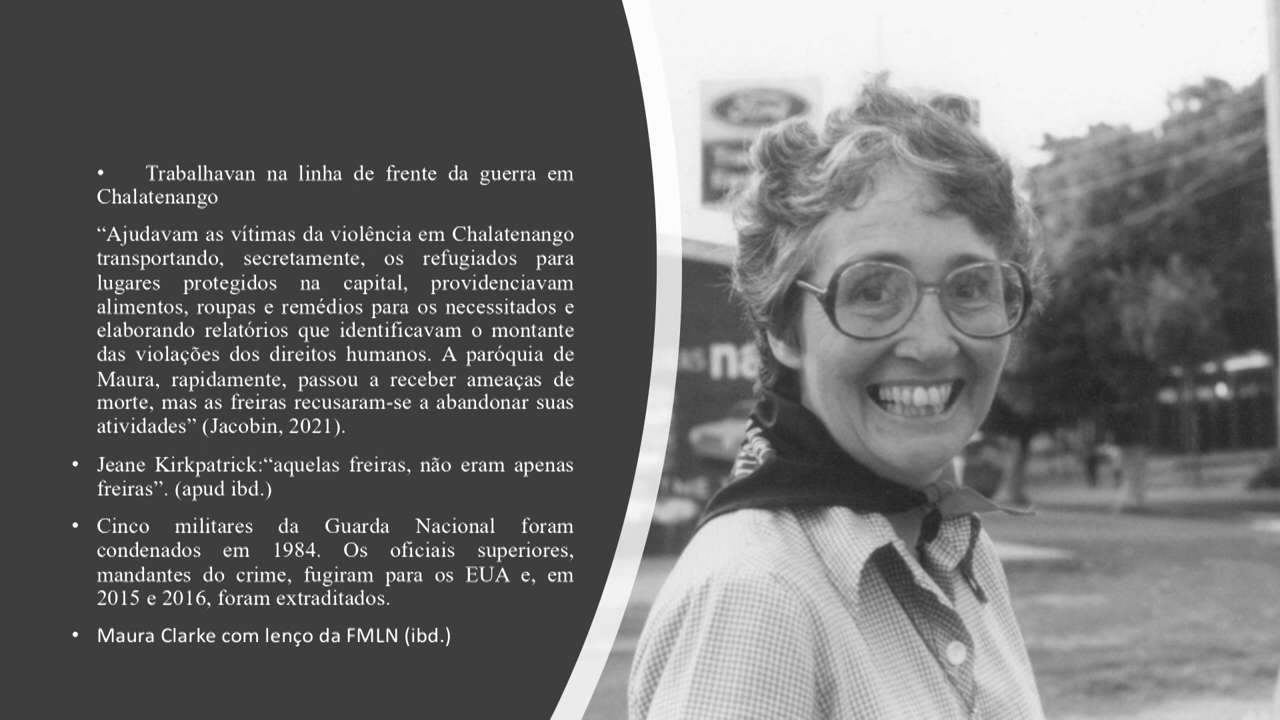 • Trabalhavan na linha de frente da guerra em
Chalatenango
“Ajudavam as vítimas da violência em Chalatenango
transportando, secretamente, os refugiados para
lugares protegidos na capital, providenciavam
alimentos, roupas e remédios para os necessitados e
elaborando relatórios que identificavam o montante
das violações dos direitos humanos. A paróquia de
Maura, rapidamente, passou a receber ameaças de
morte, mas as freiras recusaram-se a abandonar suas
atividades” (Jacobin, 2021).
• Jeane Kirkpatrick:“aquelas freiras, não eram apenas
freiras”. (apud ibd.)
• Cinco militares da Guarda Nacional foram
condenados em 1984. Os oficiais superiores,
mandantes do crime, fugiram para os EUA e, em
2015 e 2016, foram extraditados.
• Maura Clarke com lenço da FMLN (ibd.)
Ford